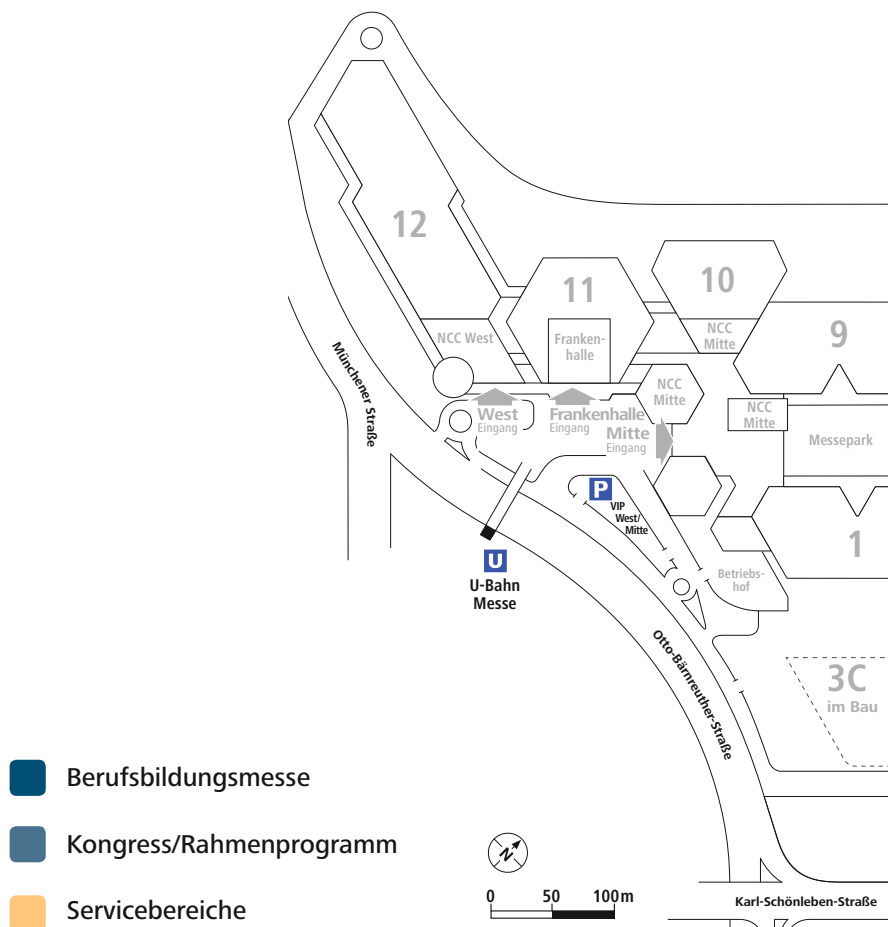 12
11
10
9
NCC West
Franken-
halle
NCC
Mitte
NCC
Mitte
NCC
Mitte
Messepark
Münchener Straße
West
Eingang
Frankenhalle
Eingang
Mitte
Eingang
P
VIP
West/
Mitte
1
U
U-Bahn
Messe
Betriebs-
hof
Otto-Bärnreuther-Straße
3C
im Bau
Berufsbildungsmesse
Kongress/Rahmenprogramm
Servicebereiche
N
0 50 100 m
Karl-Schönleben-Straße